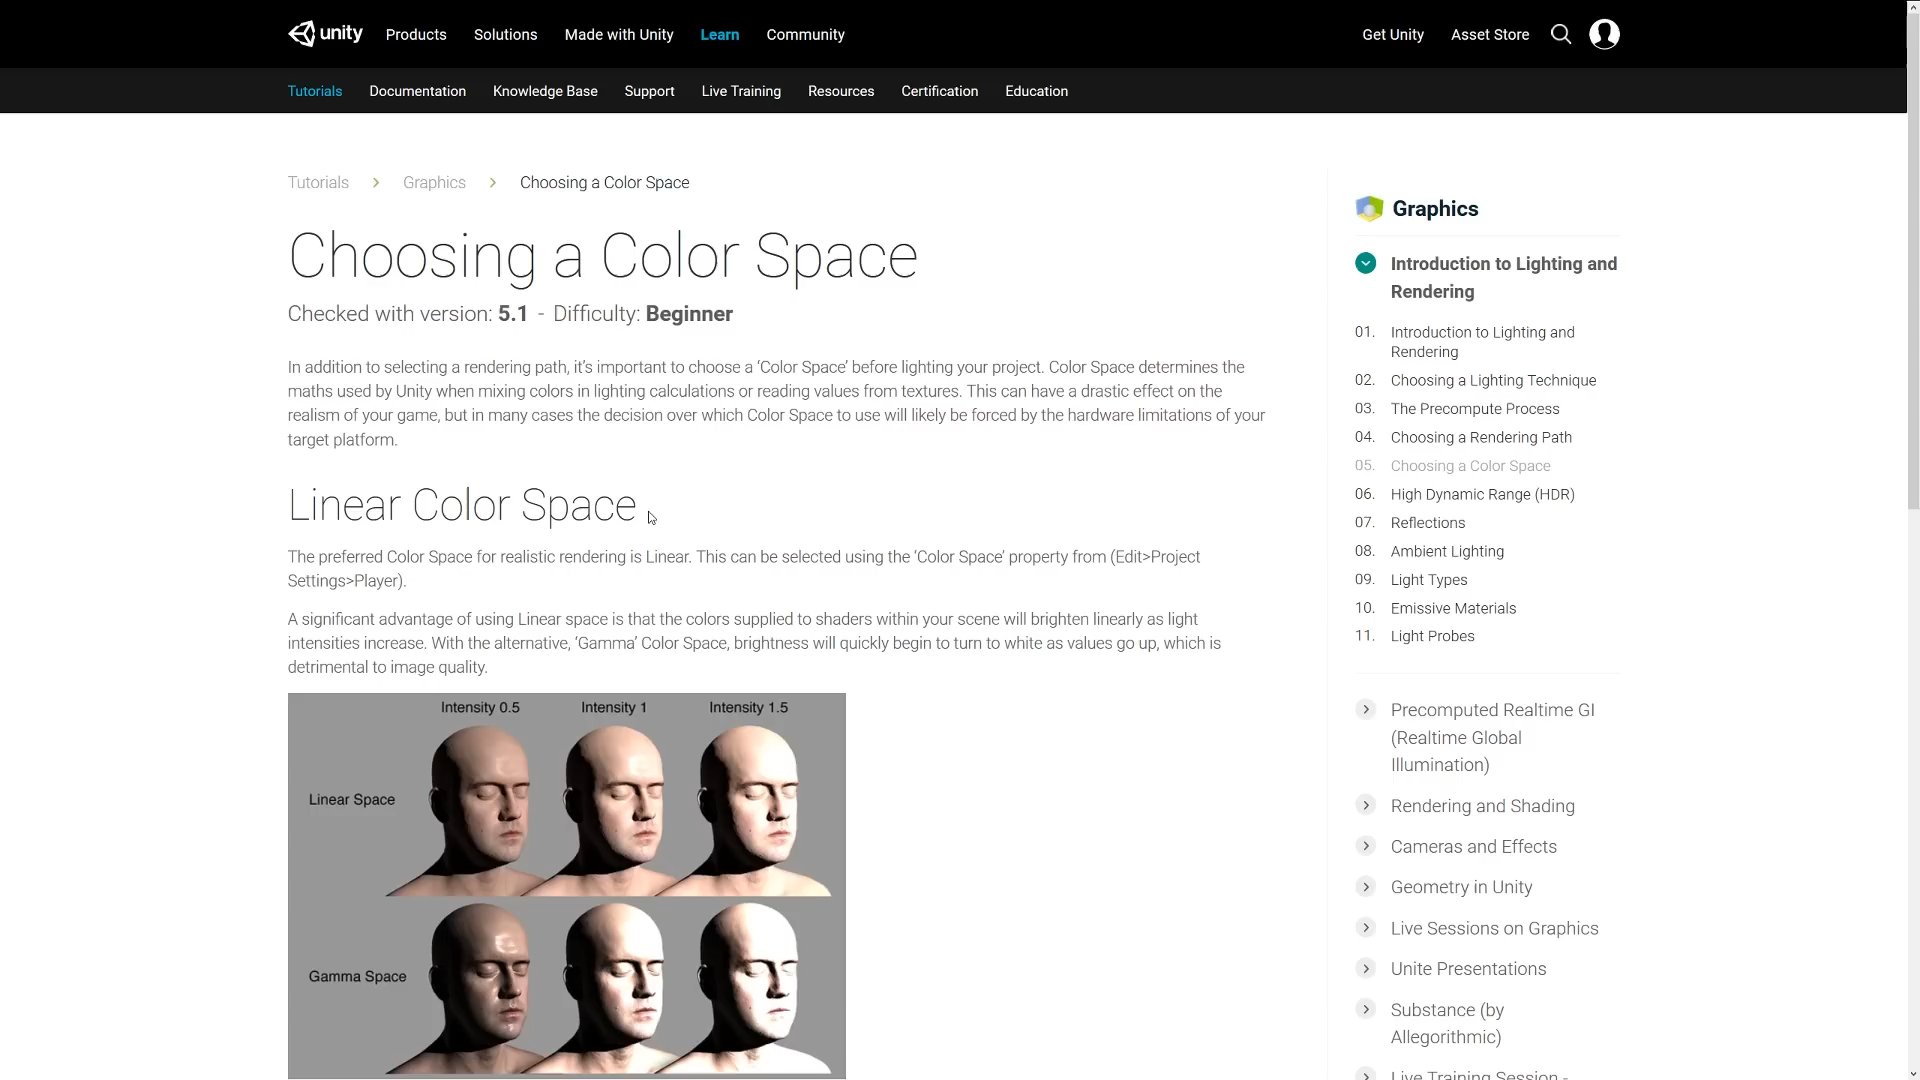 unity Products Solutions Made with Unity Learn Community Get Unity Asset Store
Tutorials Documentation Knowledge Base Support Live Training Resources Certification Education
Tutorials > Graphics > Choosing a Color Space
Choosing a Color Space
Checked with version: 5.1 - Difficulty: Beginner
In addition to selecting a rendering path, it’s important to choose a ‘Color Space’ before lighting your project. Color Space determines the
maths used by Unity when mixing colors in lighting calculations or reading values from textures. This can have a drastic effect on the
realism of your game, but in many cases the decision over which Color Space to use will likely be forced by the hardware limitations of your
target platform.
Linear Color Space
The preferred Color Space for realistic rendering is Linear. This can be selected using the ‘Color Space’ property from (Edit>Project
Settings>Player).
A significant advantage of using Linear space is that the colors supplied to shaders within your scene will brighten linearly as light
intensities increase. With the alternative, ‘Gamma’ Color Space, brightness will quickly begin to turn to white as values go up, which is
detrimental to image quality.
Intensity 0.5 Intensity 1 Intensity 1.5
Linear Space
Gamma Space
Graphics
Introduction to Lighting and
Rendering
01. Introduction to Lighting and
Rendering
02. Choosing a Lighting Technique
03. The Precompute Process
04. Choosing a Rendering Path
05. Choosing a Color Space
06. High Dynamic Range (HDR)
07. Reflections
08. Ambient Lighting
09. Light Types
10. Emissive Materials
11. Light Probes
Precomputed Realtime GI
(Realtime Global
Illumination)
Rendering and Shading
Cameras and Effects
Geometry in Unity
Live Sessions on Graphics
Unite Presentations
Substance (by
Allegorithmic)
Live Training Session -